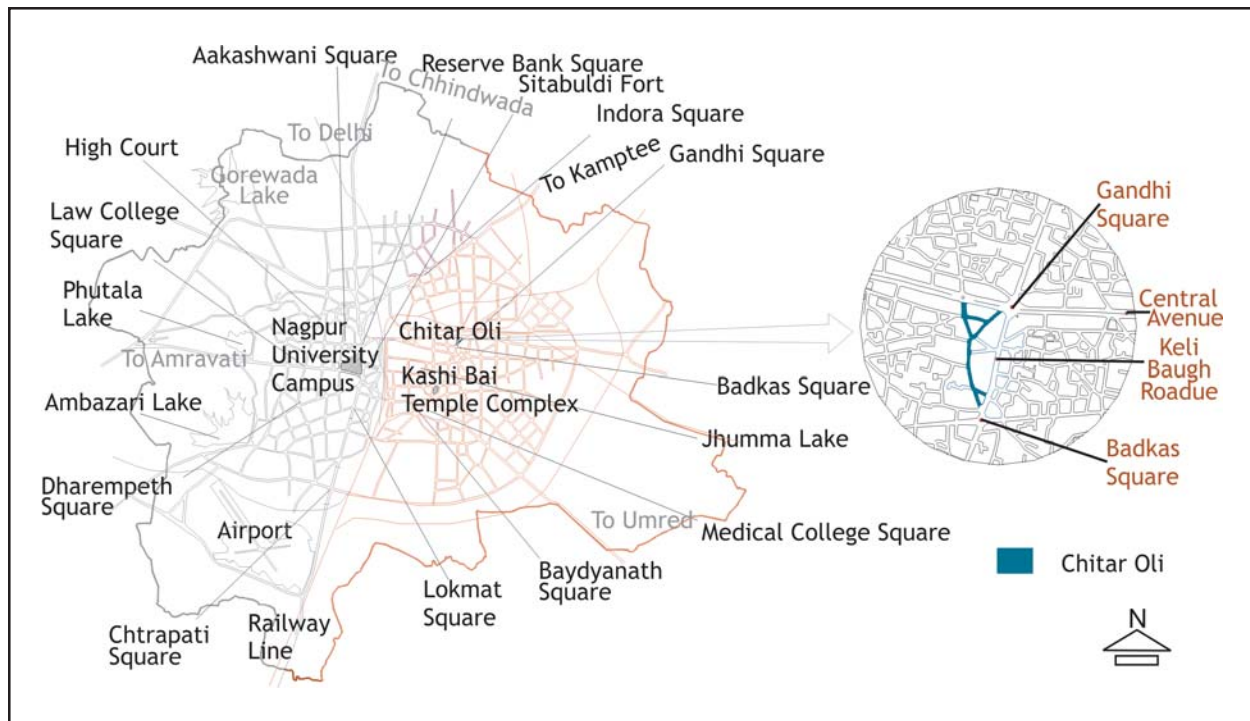 Aakashwani Square
Reserve Bank Square
To Chhindwada
Sitabuldi Fort
Indora Square
To Delhi
High Court
Gandhi Square
To Kamptee
Gorewada
Lake
Law College
Square
Phutala
Lake
Nagpur
University
Campus
Chitar Oli
To Amravati
Kashi Bai
Temple Complex
Badkas Square
Ambazari Lake
Jhumma Lake
Dharempeth
Square
Airport
To Umred
Medical College Square
Baydyanath
Square
Lokmat
Square
Chtrapati
Square
Railway
Line
Gandhi
Square
Central
Avenue
Keli
Baugh
Roadue
Badkas
Square
Chitar Oli
N